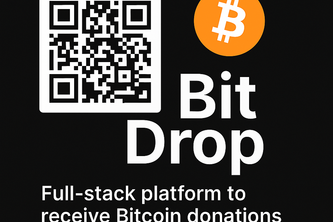 Bit
Drop
Full-stack platform to
receive Bitcoin donations